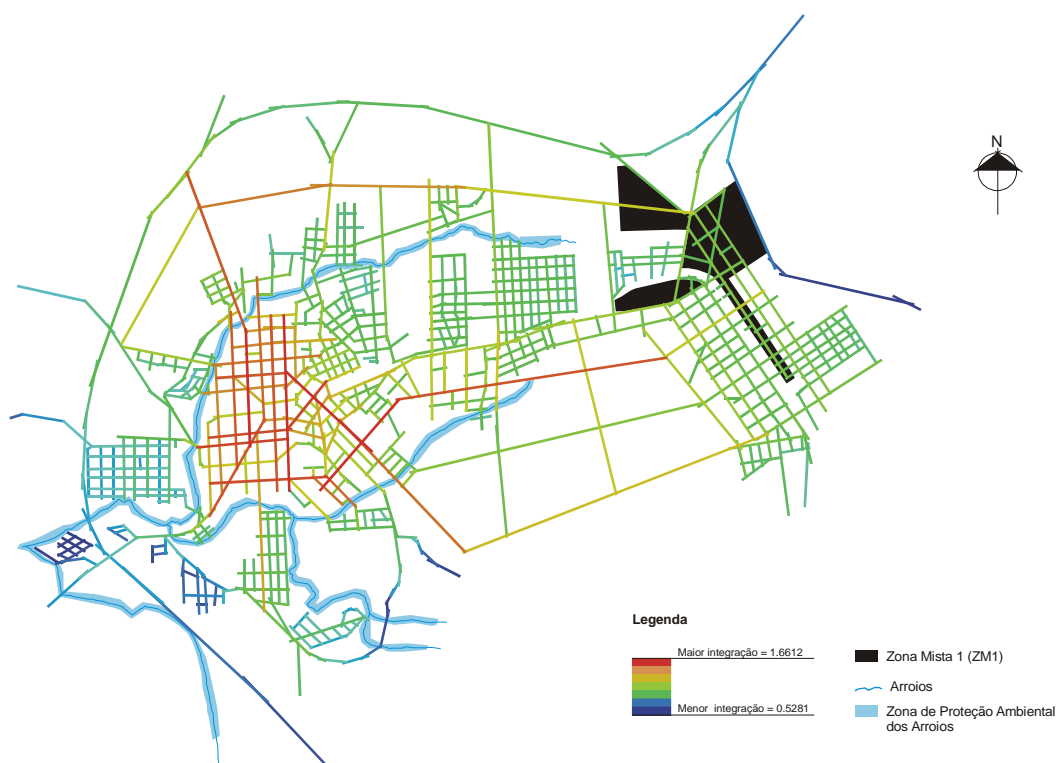 N
Legenda
Maior integração = 1.6612
Menor integração = 0.5281
Zona Mista 1 (ZM1)
Arroios
Zona de Proteção Ambiental
dos Arroios